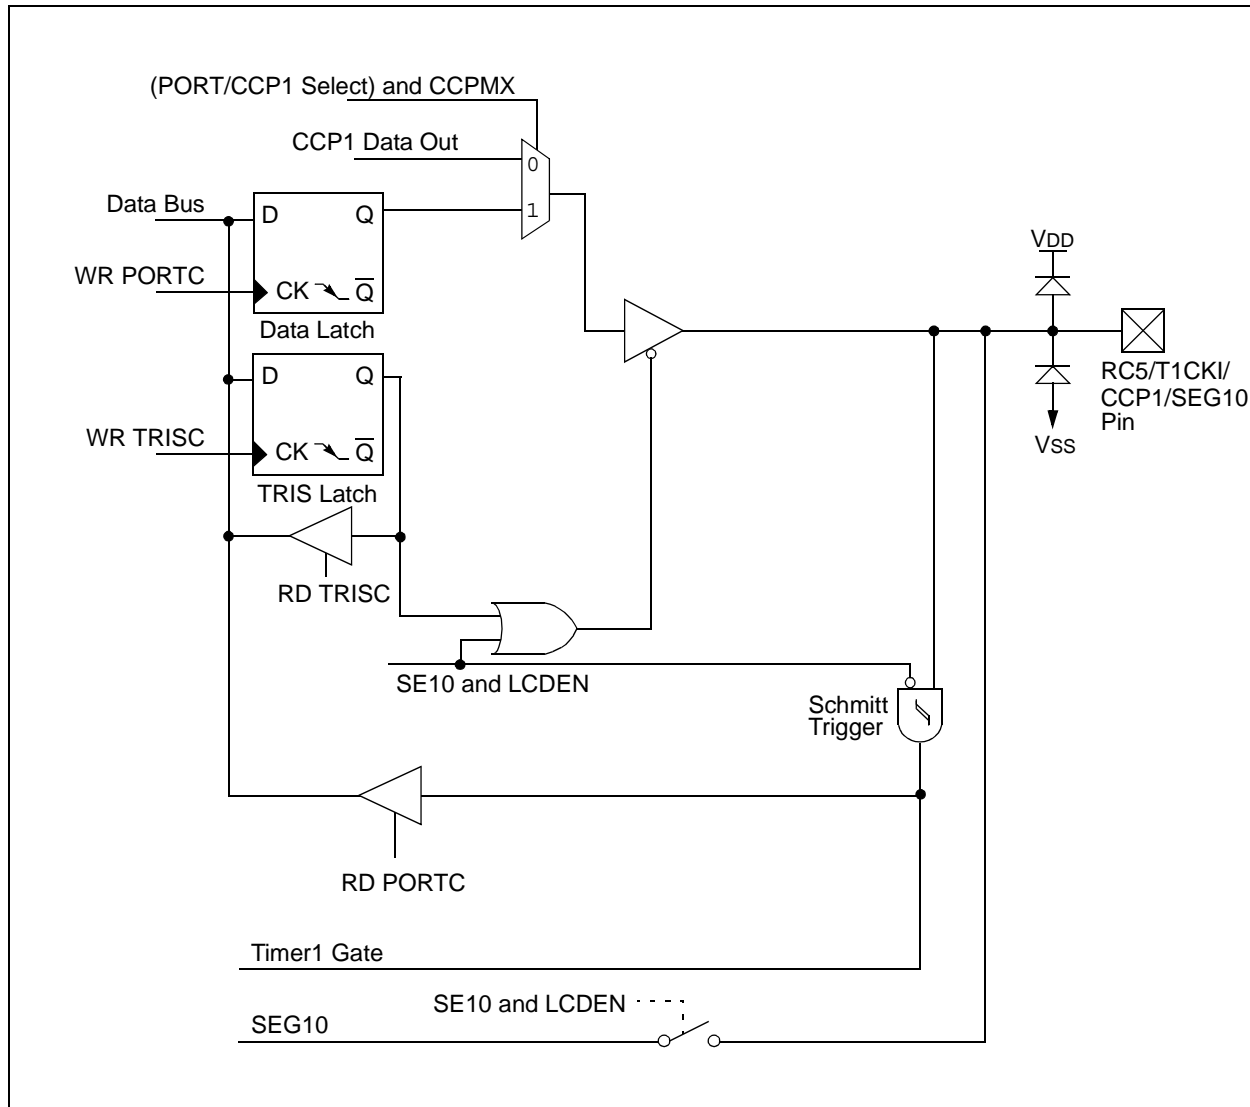 (PORT/CCP1 Select) and CCPMX
CCP1 Data Out
0
1
Data Bus
D
Q
WR PORTC
CK
Q̅
Data Latch
D
Q
WR TRISC
CK
Q̅
TRIS Latch
RD TRISC
SE10 and LCDEN
VDD
RC5/T1CKI/
CCP1/SEG10
Pin
VSS
Schmitt
Trigger
RD PORTC
Timer1 Gate
SE10 and LCDEN
SEG10